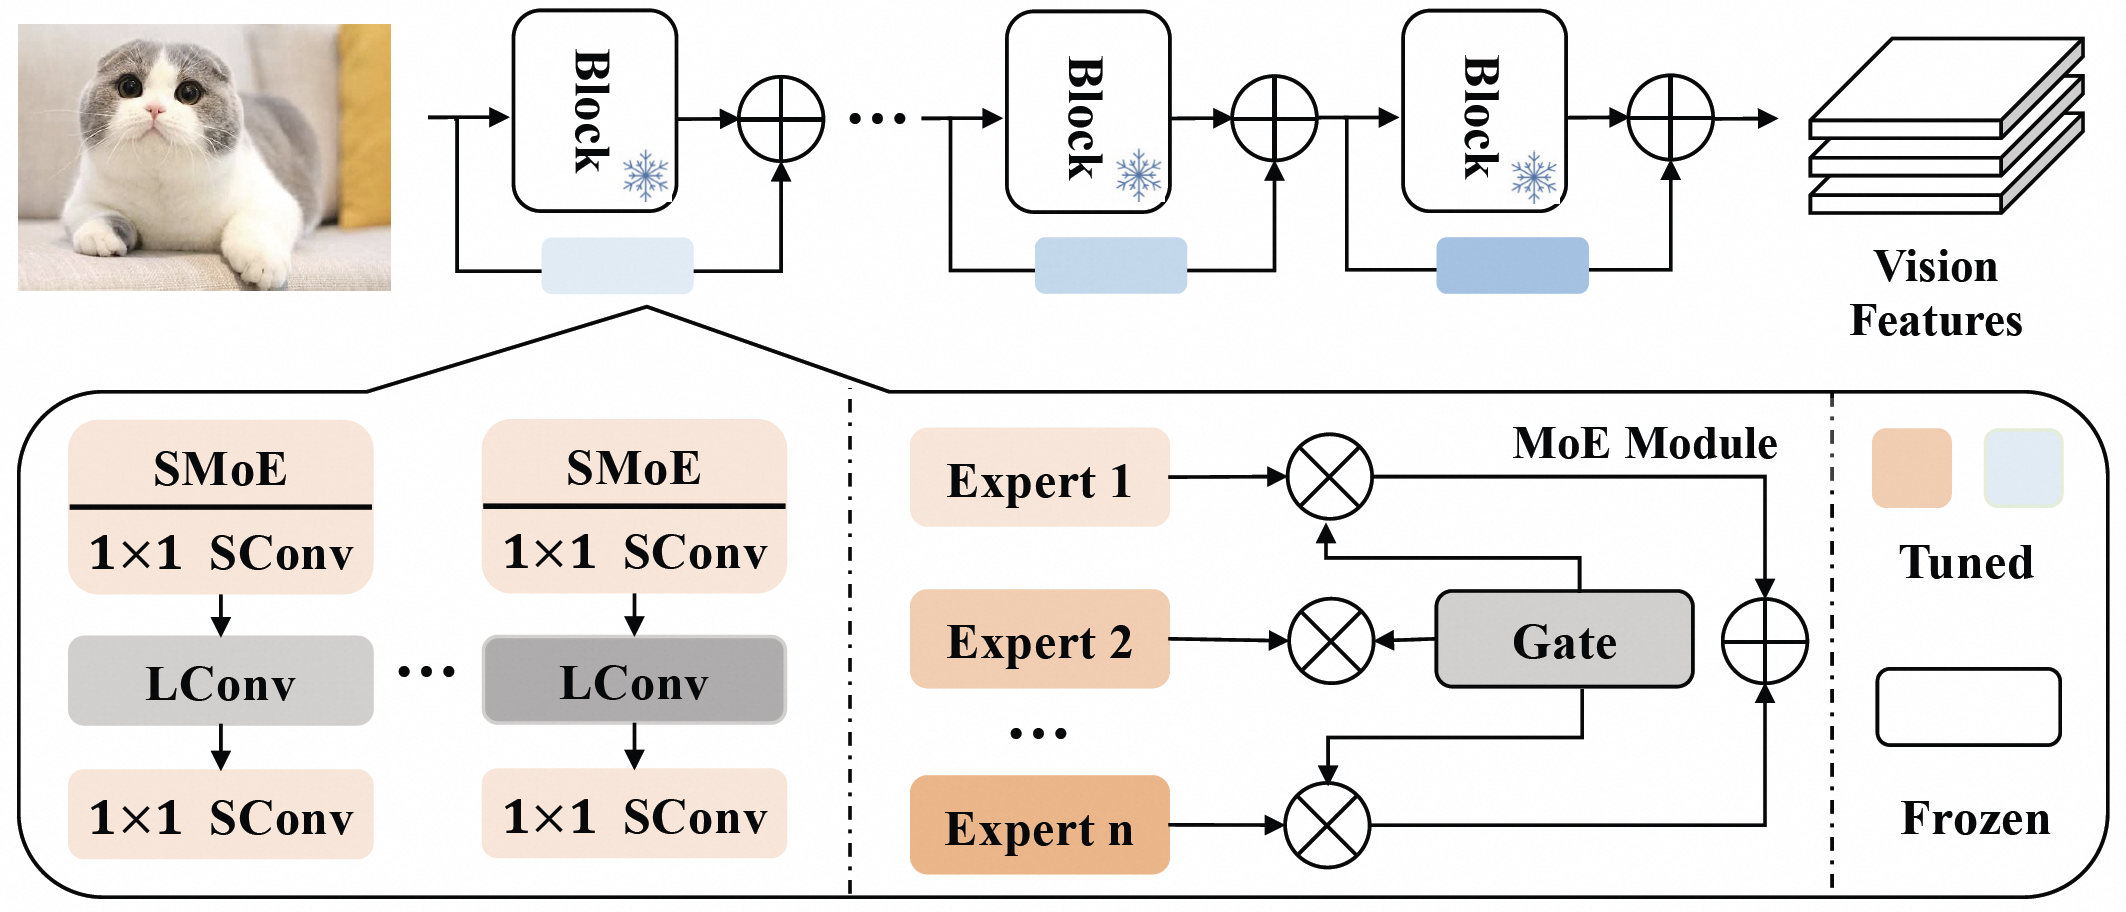 Block
Block
Block
Vision
Features
SMoE
1×1 SConv
LConv
1×1 SConv
...
SMoE
1×1 SConv
LConv
1×1 SConv
MoE Module
Expert 1
Expert 2
...
Expert n
Gate
Tuned
Frozen